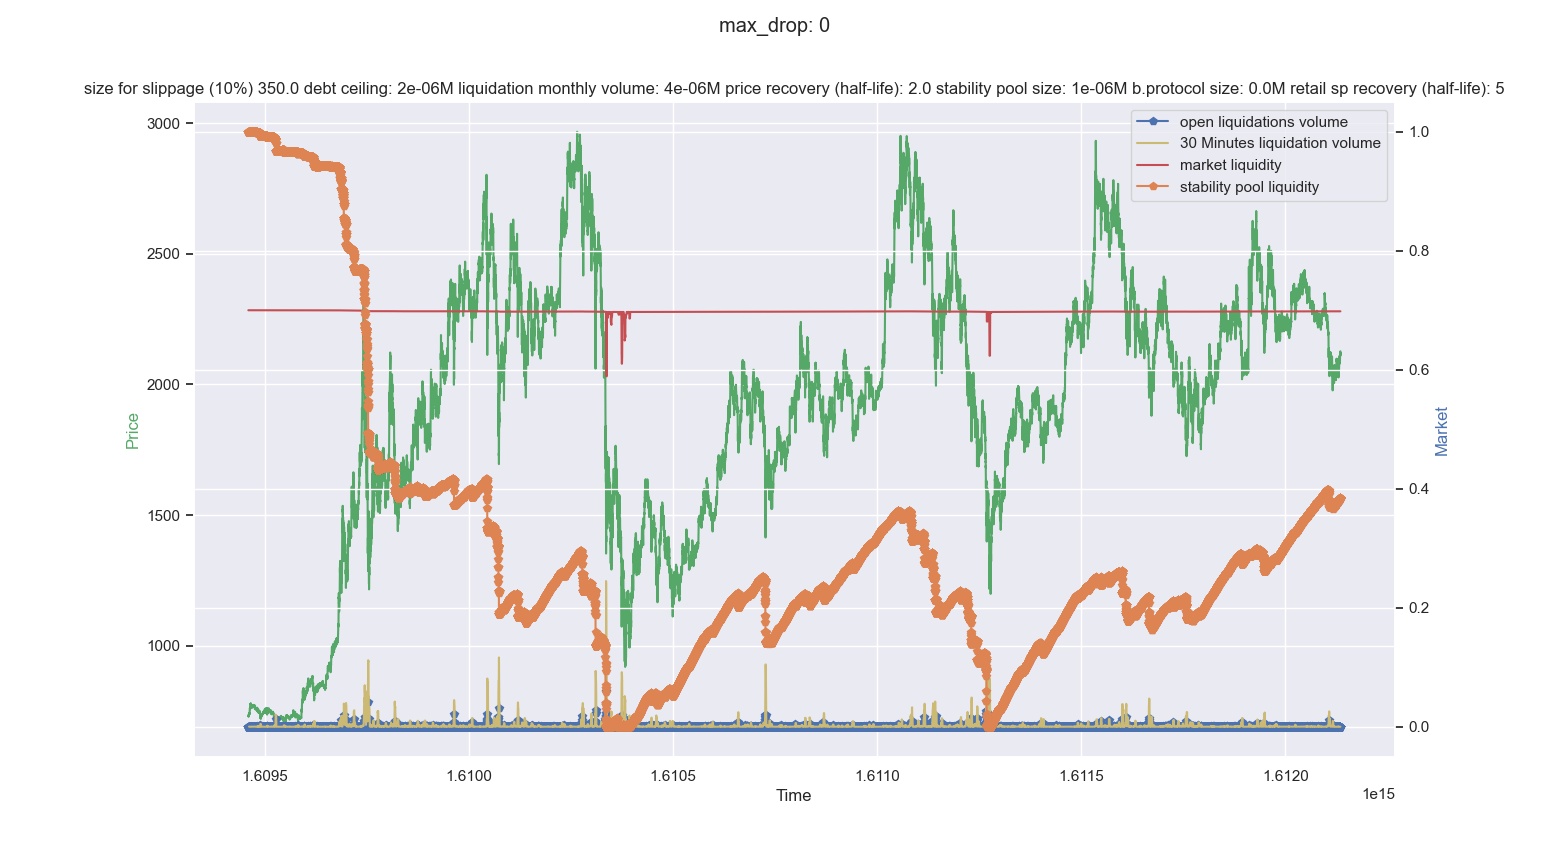 max_drop: 0
size for slippage (10%) 350.0 debt ceiling: 2e-06M liquidation monthly volume: 4e-06M price recovery (half-life): 2.0 stability pool size: 1e-06M b.protocol size: 0.0M retail sp recovery (half-life): 5
open liquidations volume
30 Minutes liquidation volume
market liquidity
stability pool liquidity
3000
2500
2000
1500
1000
Price
1.0
0.8
0.6
0.4
0.2
0.0
Market
1.6095 1.6100 1.6105 1.6110 1.6115 1.6120
Time
1e15